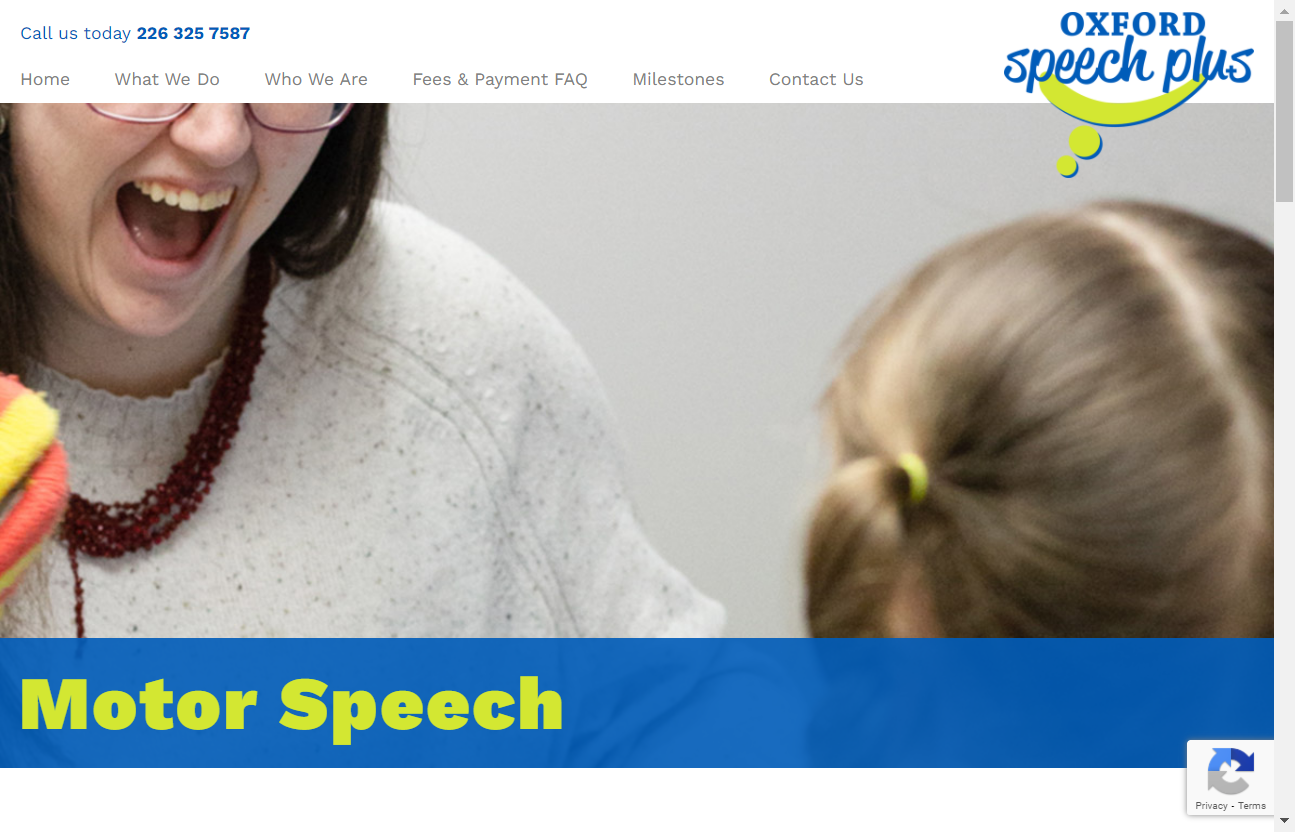 Call us today 226 325 7587
Home What We Do Who We Are Fees & Payment FAQ Milestones Contact Us
OXFORD
speech plus
Motor Speech
Privacy - Terms